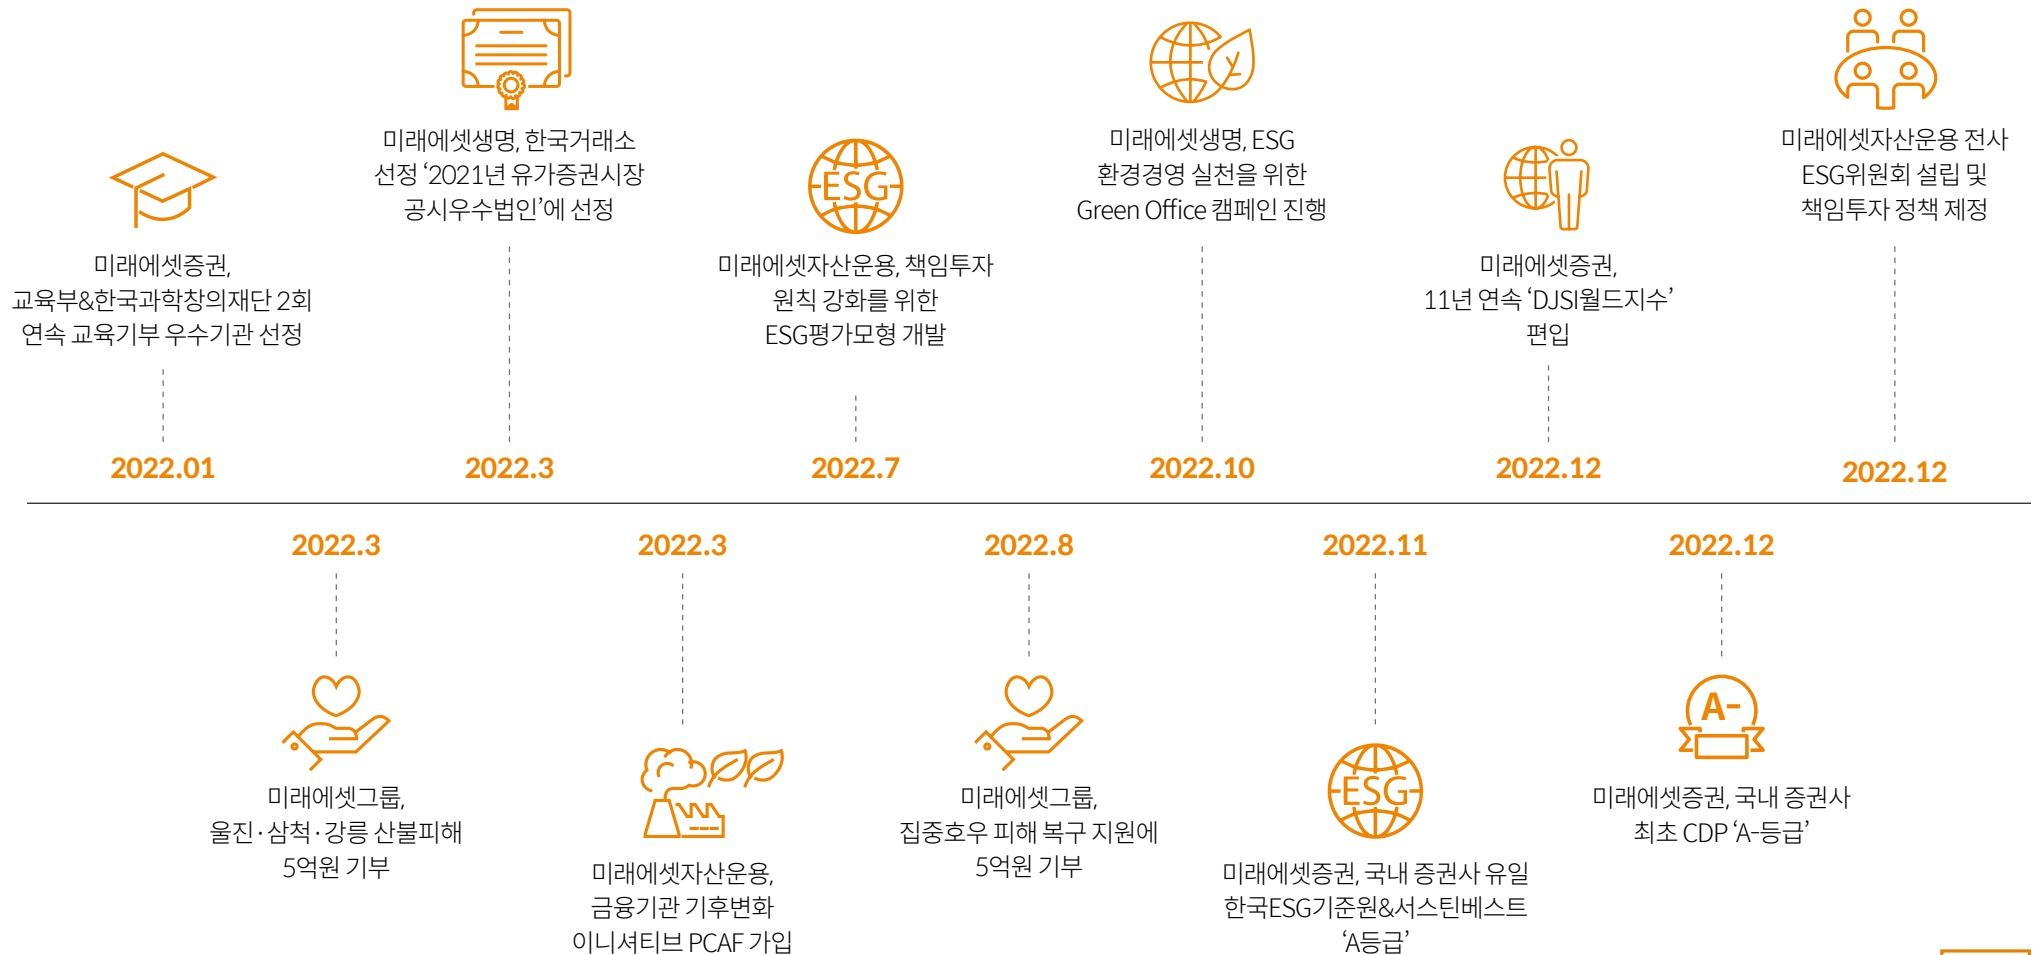 미래에셋증권,
교육부&한국과학창의재단 2회
연속 교육기부 우수기관 선정
2022.01
미래에셋생명, 한국거래소
선정 ‘2021년 유가증권시장
공시우수법인’에 선정
2022.3
ESG
미래에셋자산운용, 책임투자
원칙 강화를 위한
ESG평가모형 개발
2022.7
미래에셋생명, ESG
환경경영 실천을 위한
Green Office 캠페인 진행
2022.10
미래에셋증권,
11년 연속 ‘DJSI월드지수’
편입
2022.12
미래에셋자산운용 전사
ESG위원회 설립 및
책임투자 정책 제정
2022.12
2022.3
미래에셋그룹,
울진·삼척·강릉 산불피해
5억원 기부
2022.3
미래에셋자산운용,
금융기관 기후변화
이니셔티브 PCAF 가입
2022.8
미래에셋그룹,
집중호우 피해 복구 지원에
5억원 기부
2022.11
ESG
미래에셋증권, 국내 증권사 유일
한국ESG기준원&서스틴베스트
‘A등급’
2022.12
A-
미래에셋증권, 국내 증권사
최초 CDP ‘A-등급’